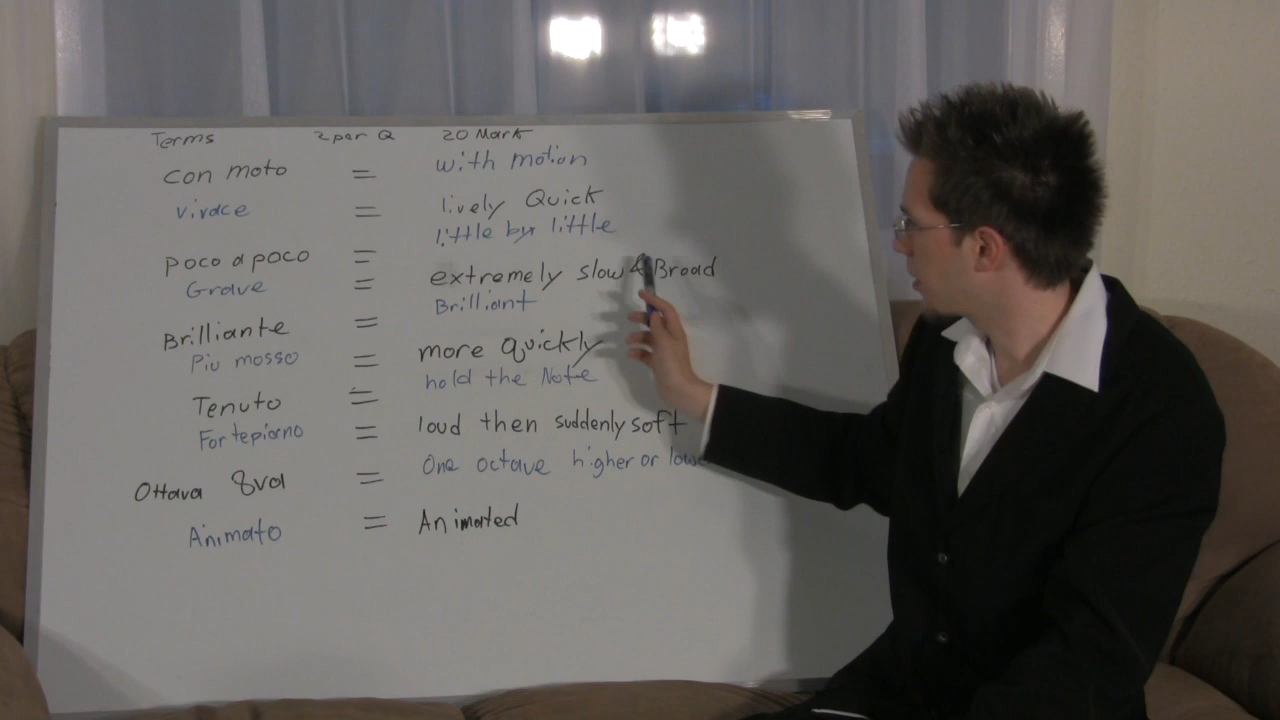 Terms 2 per Q 20 Mark
con moto = with motion
vivace = lively Quick
poco a poco = little by little
Grave = extremely slow & Broad
Brilliante = Brilliant
Piu mosso = more quickly
Tenuto = hold the Note
Fortepiano = loud then suddenly soft
Ottava 8va = One octave higher or lowe
Animato = Animated